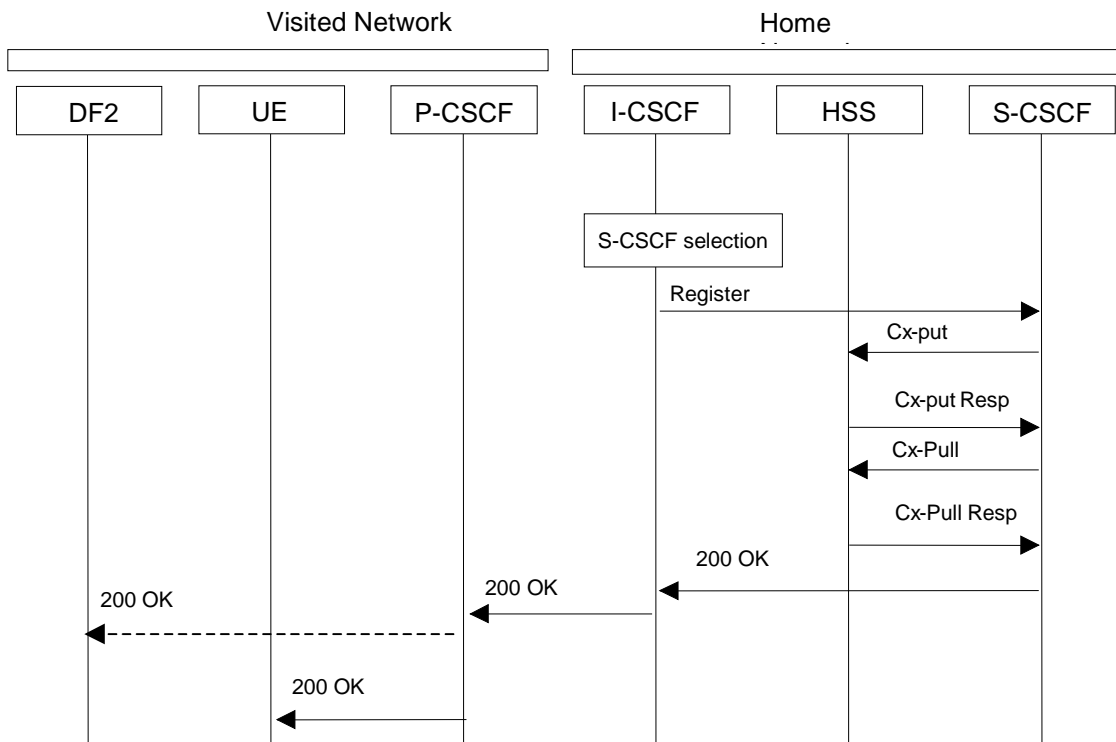 Visited Network
Home
DF2
UE
P-CSCF
I-CSCF
HSS
S-CSCF
S-CSCF selection
Register
Cx-put
Cx-put Resp
Cx-Pull
Cx-Pull Resp
200 OK
200 OK
200 OK
200 OK